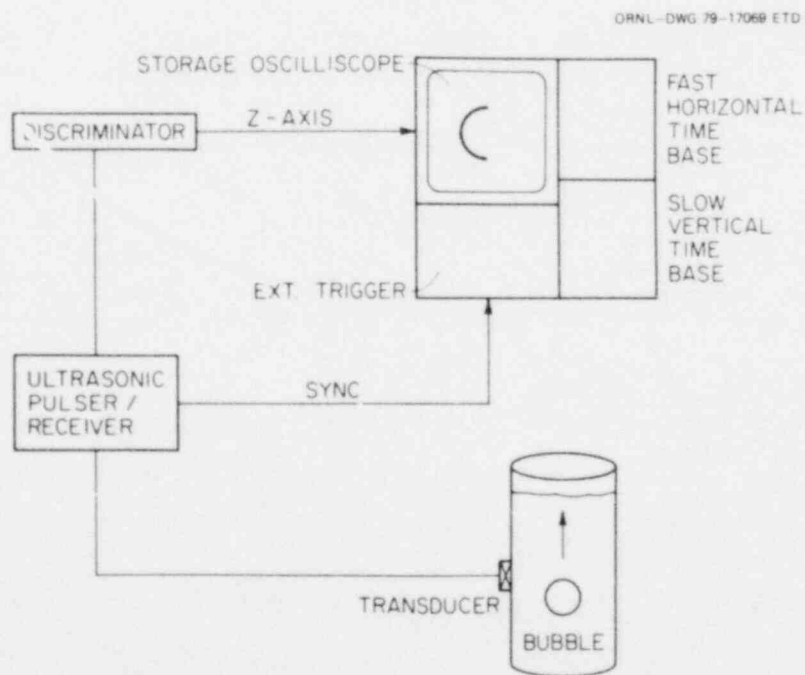 ORNL-DWG 79-17069 ETD
STORAGE OSCILLISCOPE
FAST
HORIZONTAL
TIME
BASE
DISCRIMINATOR
Z-AXIS
SLOW
VERTICAL
TIME
BASE
EXT. TRIGGER
ULTRASONIC
PULSER /
RECEIVER
SYNC
TRANSDUCER
BUBBLE